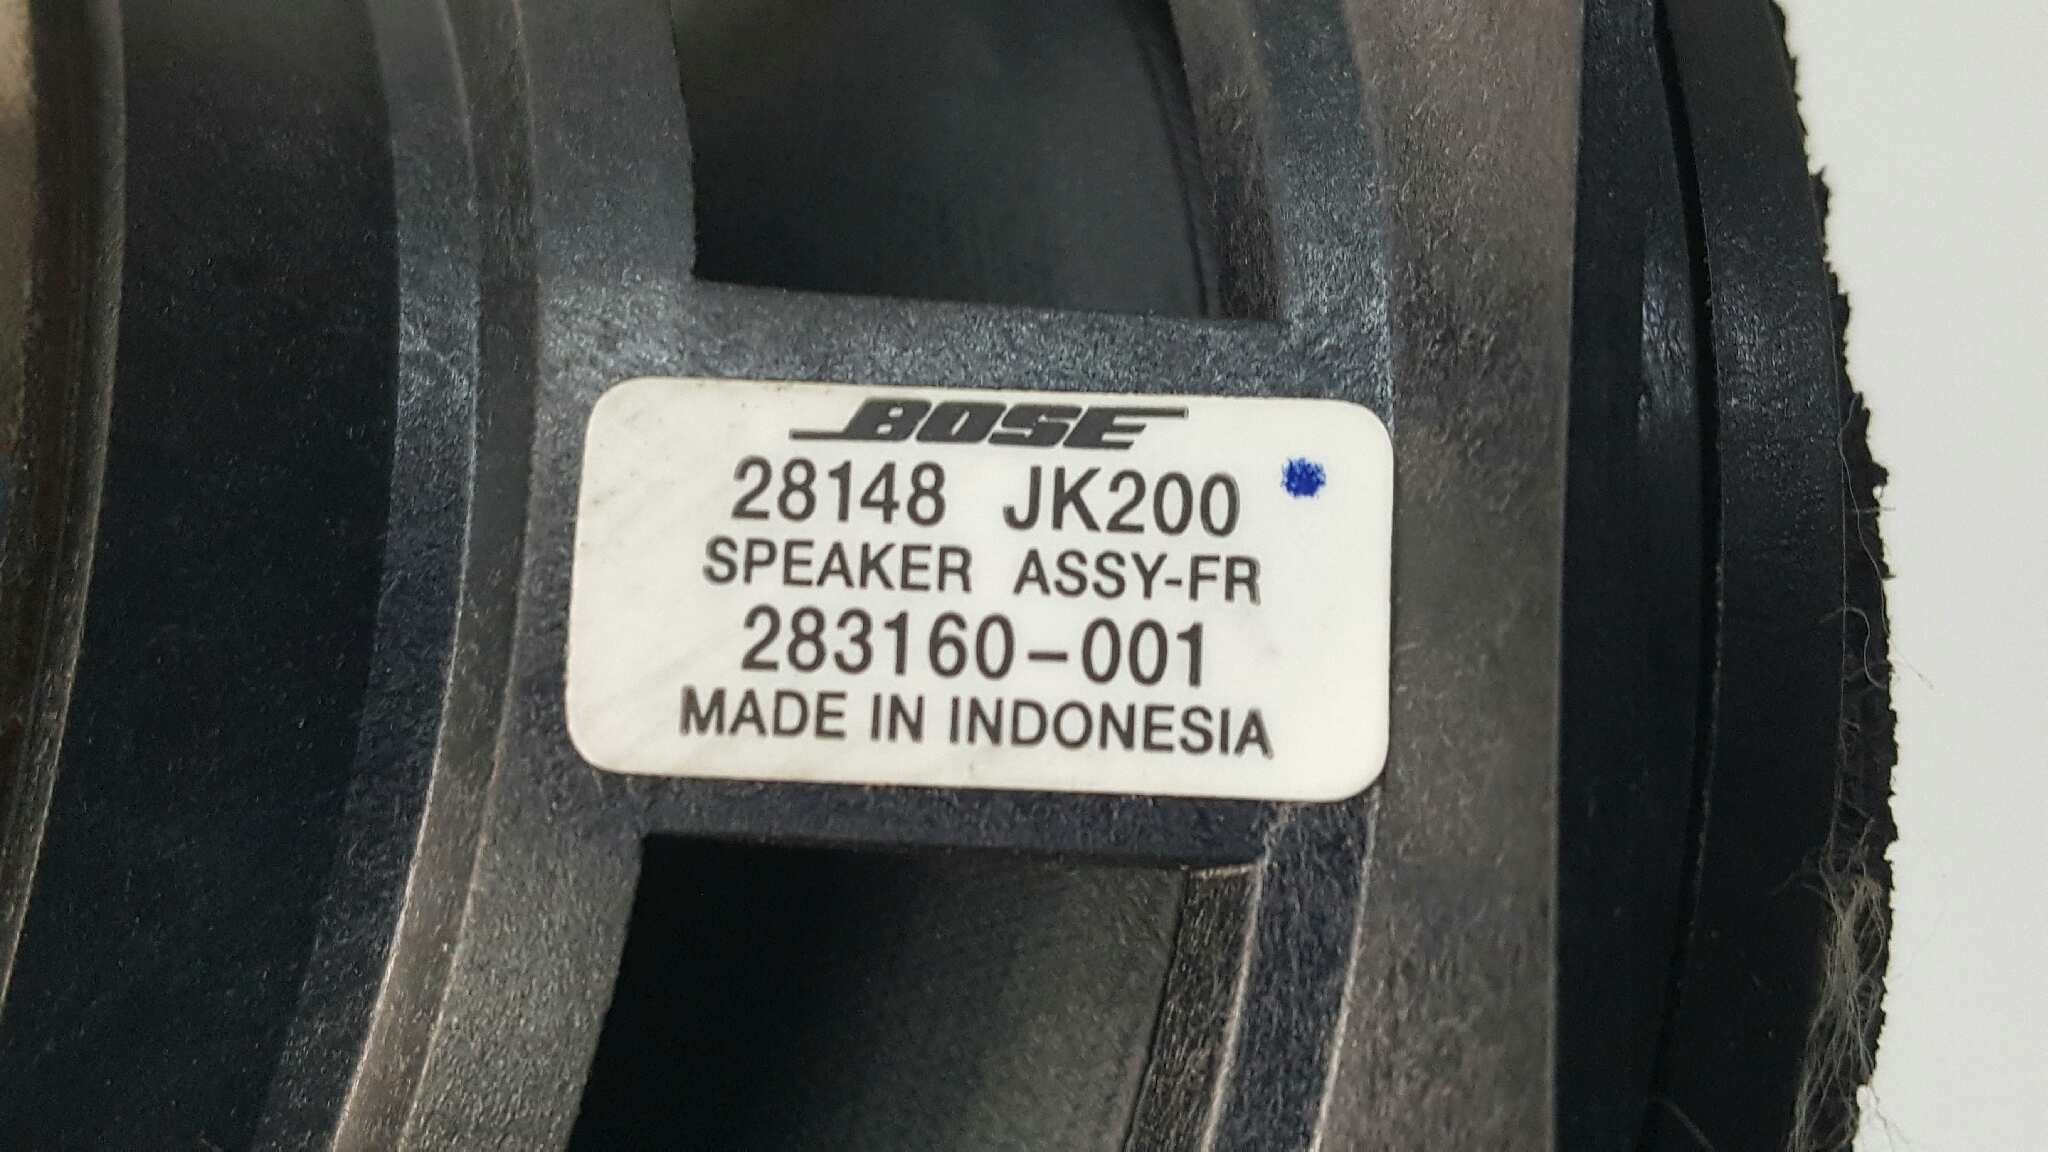 BOSE
28148 JK200
SPEAKER ASSY-FR
283160-001
MADE IN INDONESIA